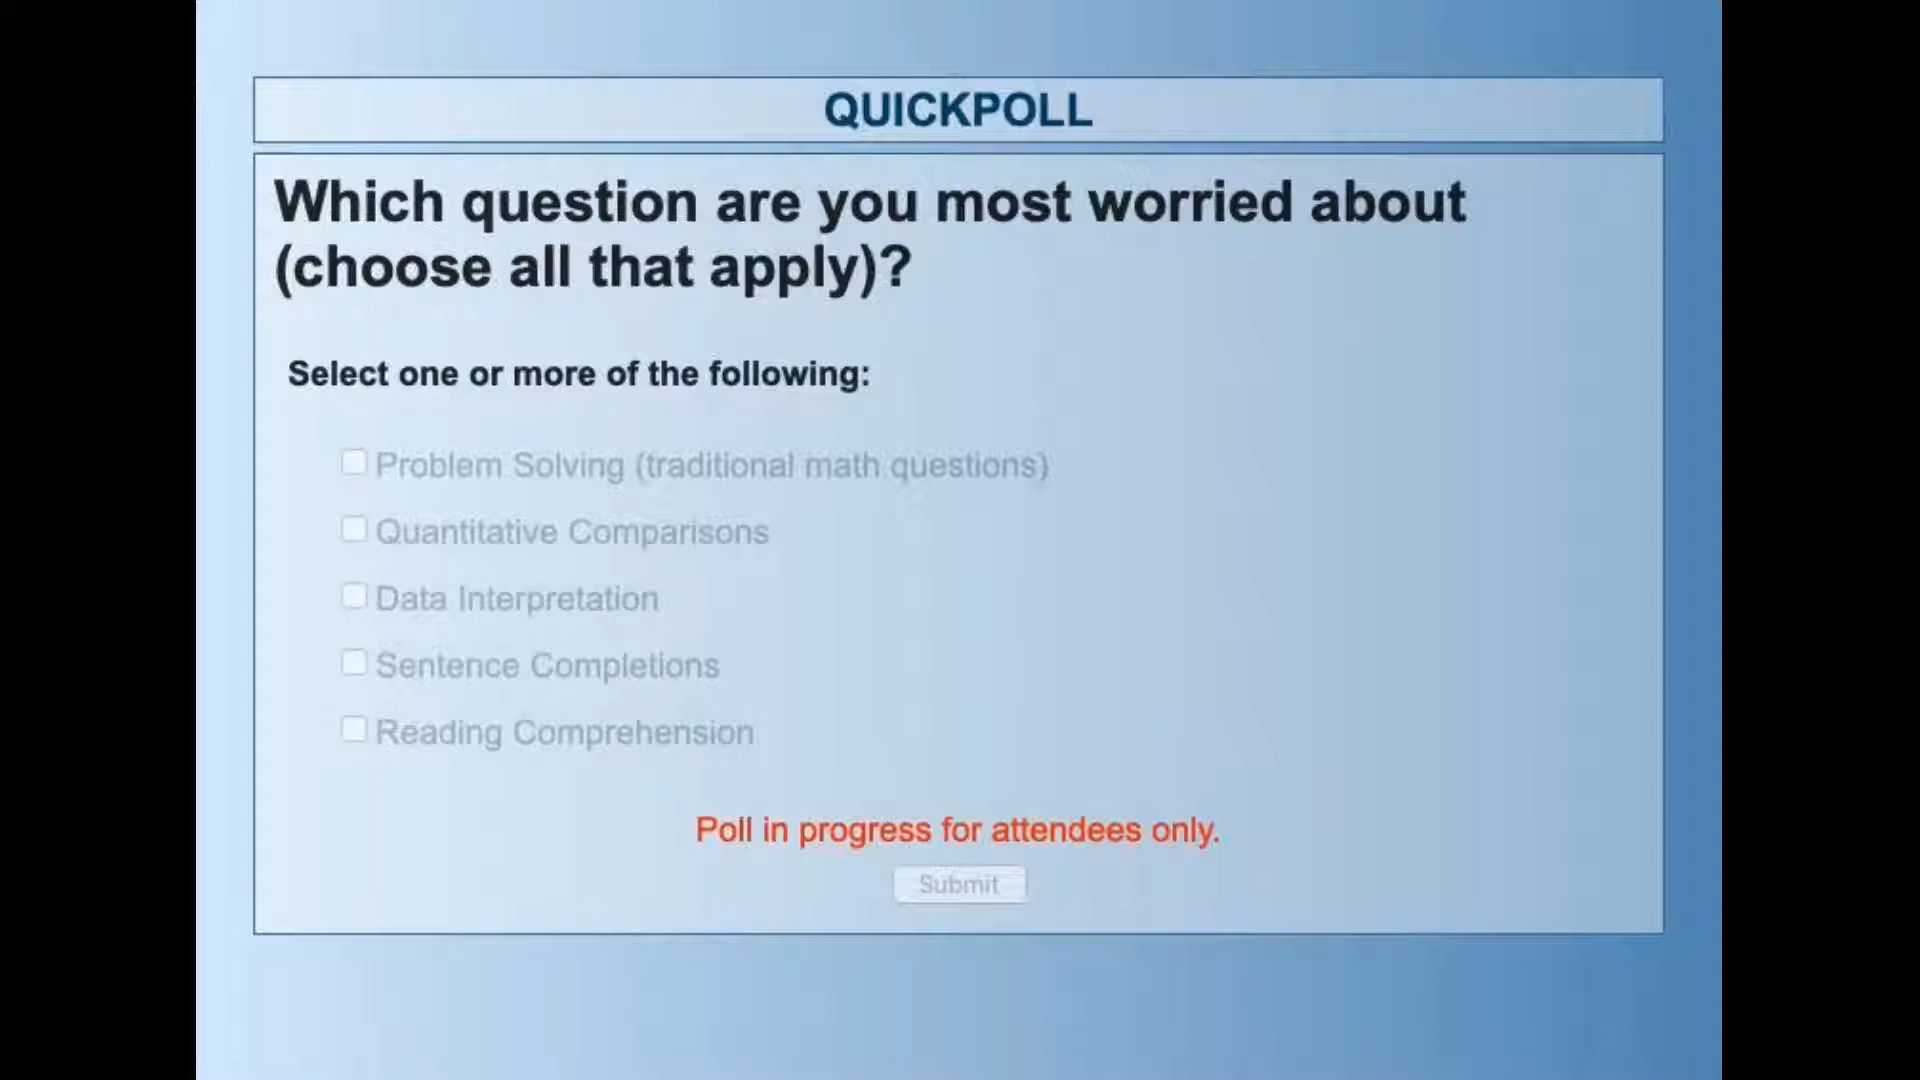 QUICKPOLL
Which question are you most worried about
(choose all that apply)?
Select one or more of the following:
Problem Solving (traditional math questions)
Quantitative Comparisons
Data Interpretation
Sentence Completions
Reading Comprehension
Poll in progress for attendees only.
Submit